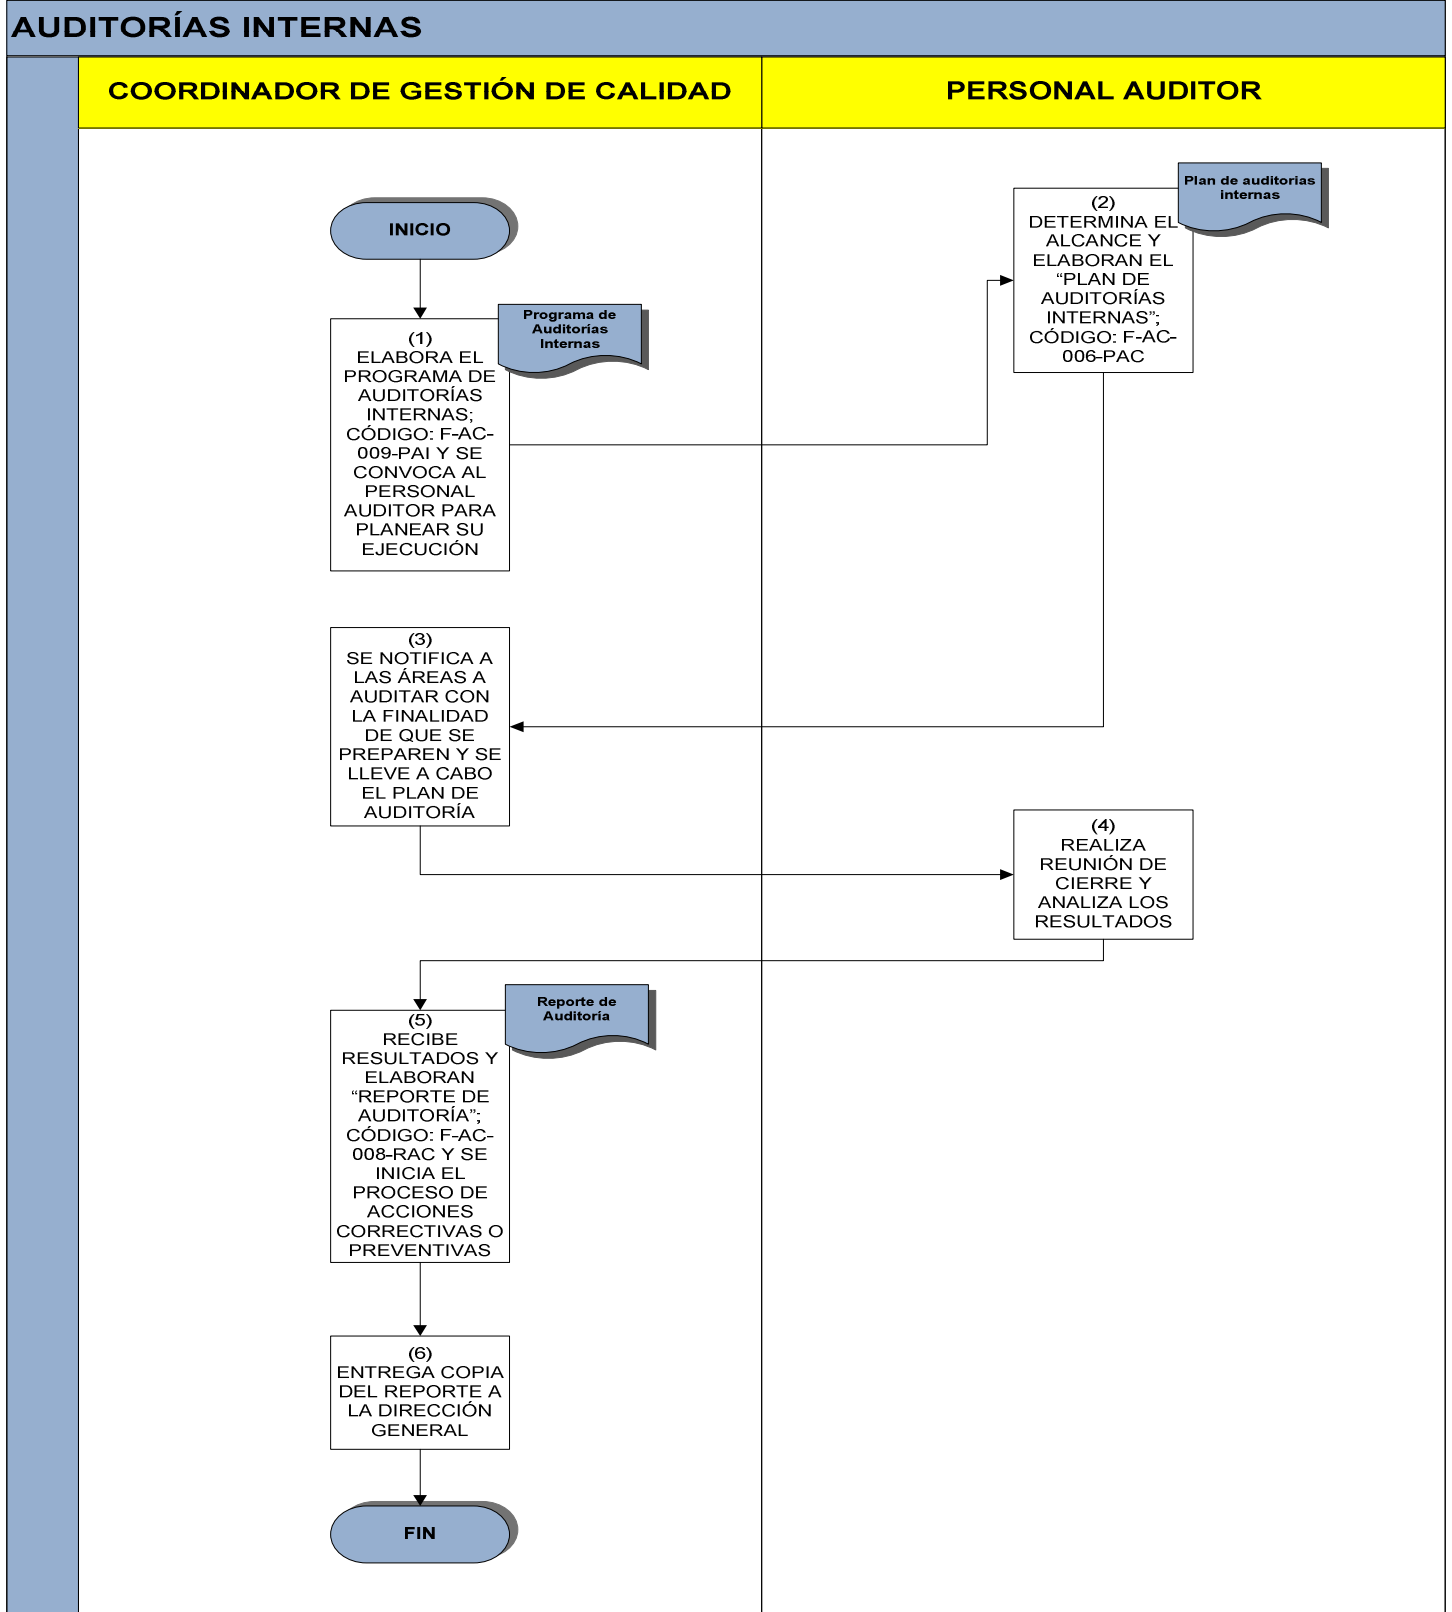 AUDITORÍAS INTERNAS
COORDINADOR DE GESTIÓN DE CALIDAD
PERSONAL AUDITOR
INICIO
Programa de
Auditorías
Internas
(1)
ELABORA EL
PROGRAMA DE
AUDITORÍAS
INTERNAS;
CÓDIGO: F-AC-
009-PAI Y SE
CONVOCA AL
PERSONAL
AUDITOR PARA
PLANEAR SU
EJECUCIÓN
Plan de auditorias
internas
(2)
DETERMINA EL
ALCANCE Y
ELABORAN EL
“PLAN DE
AUDITORÍAS
INTERNAS”;
CÓDIGO: F-AC-
006-PAC
(3)
SE NOTIFICA A
LAS ÁREAS A
AUDITAR CON
LA FINALIDAD
DE QUE SE
PREPAREN Y SE
LLEVE A CABO
EL PLAN DE
AUDITORÍA
(4)
REALIZA
REUNIÓN DE
CIERRE Y
ANALIZA LOS
RESULTADOS
Reporte de
Auditoría
(5)
RECIBE
RESULTADOS Y
ELABORAN
“REPORTE DE
AUDITORÍA”;
CÓDIGO: F-AC-
008-RAC Y SE
INICIA EL
PROCESO DE
ACCIONES
CORRECTIVAS O
PREVENTIVAS
(6)
ENTREGA COPIA
DEL REPORTE A
LA DIRECCIÓN
GENERAL
FIN